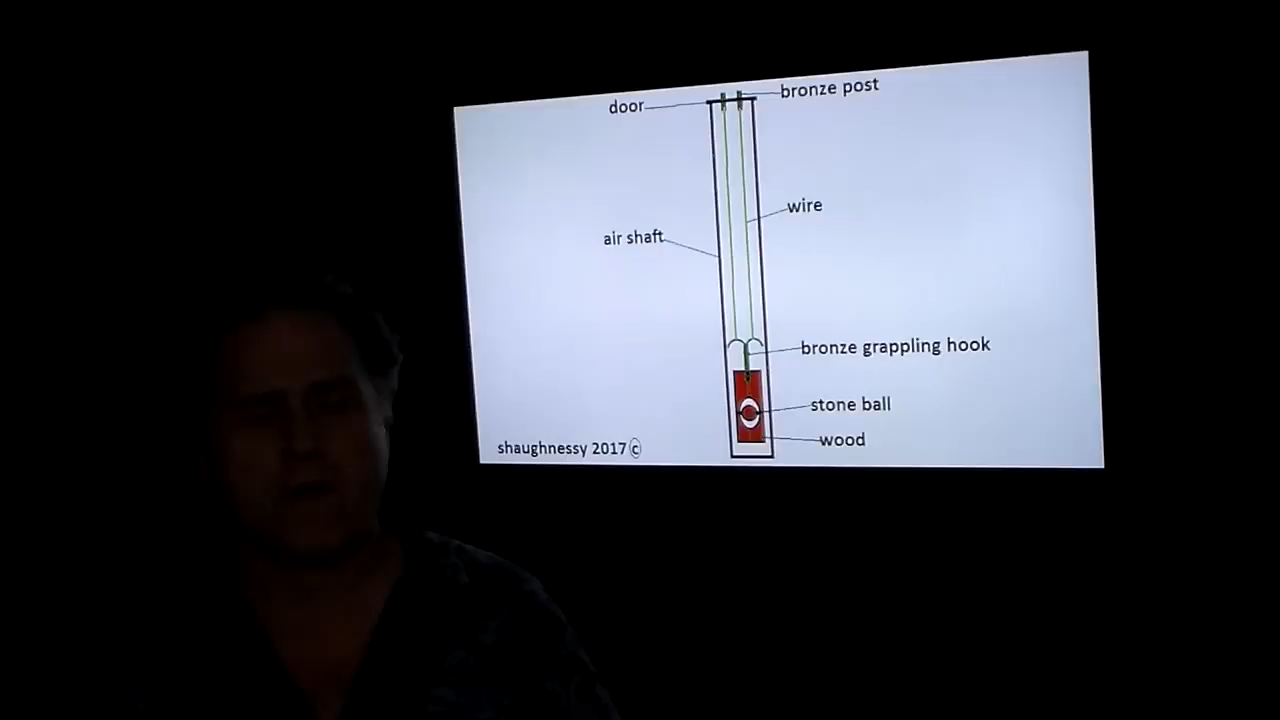 door
bronze post
wire
air shaft
bronze grappling hook
stone ball
wood
shaughnessy 2017 ©